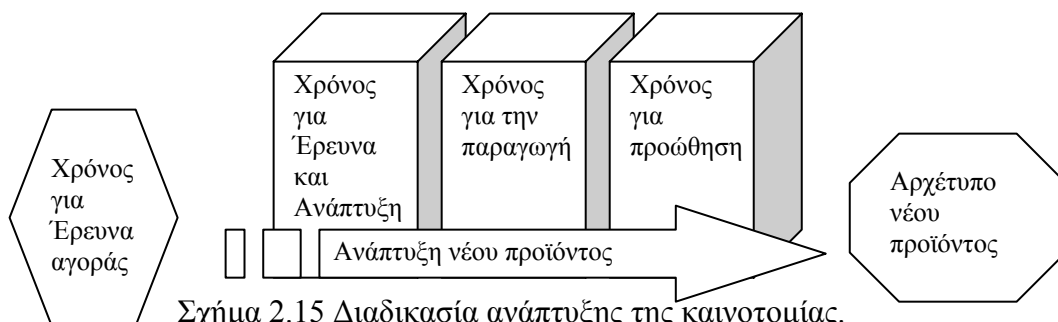 Χρόνος
για
Έρευνα
αγοράς
Χρόνος
για
Έρευνα
και
Ανάπτυξη
Χρόνος
για την
παραγωγή
Χρόνος
για
προώθηση
Ανάπτυξη νέου προϊόντος
Αρχέτυπο
νέου
προϊόντος
Σχήμα 2.15 Διαδικασία ανάπτυξης της καινοτομίας.